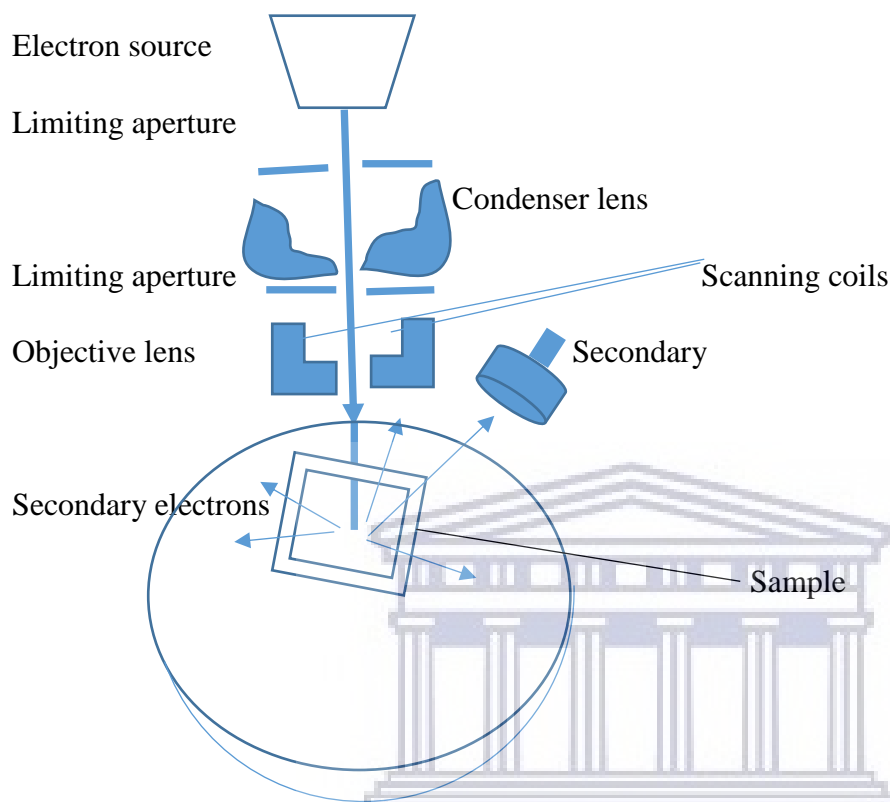 Electron source
Limiting aperture
Condenser lens
Limiting aperture
Scanning coils
Objective lens
Secondary
Secondary electrons
Sample